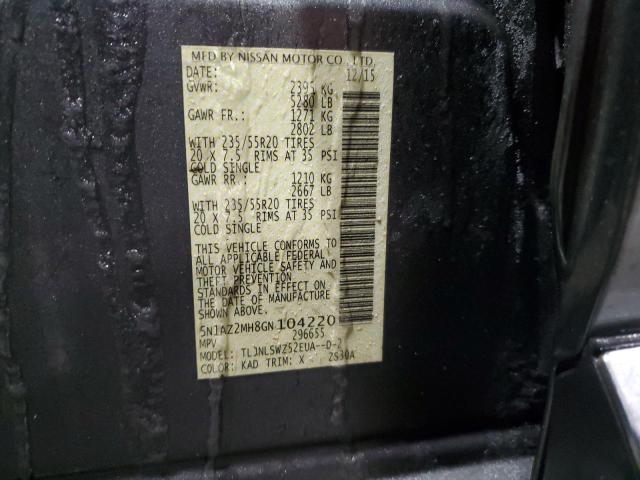 MFD BY NISSAN MOTOR CO., LTD.
DATE: 12/15
GVWR: 2395 KG
5280 LB
GAWR FR.: 1271 KG
2802 LB
WITH 235/55R20 TIRES
20 X 7.5 RIMS AT 35 PSI
COLD SINGLE
GAWR RR.: 1210 KG
2667 LB
WITH 235/55R20 TIRES
20 X 7.5 RIMS AT 35 PSI
COLD SINGLE
THIS VEHICLE CONFORMS TO
ALL APPLICABLE FEDERAL
MOTOR VEHICLE SAFETY AND
THEFT PREVENTION
STANDARDS IN EFFECT ON
THE DATE OF MANUFACTURE
SHOWN ABOVE.
5N1AZ2MH8GN104220
MPV 296655
MODEL: TLJNLSWZ52EUA--D-2
COLOR: KAD TRIM: X 2S30A